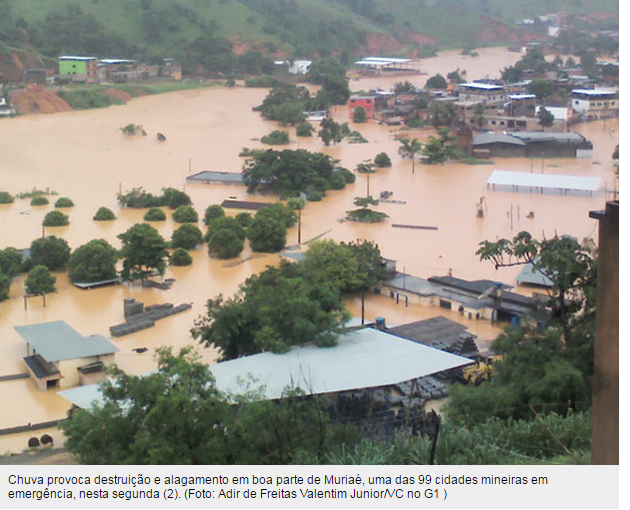 Chuva provoca destruição e alagamento em boa parte de Muriaé, uma das 99 cidades mineiras em
emergência, nesta segunda (2). (Foto: Adir de Freitas Valentim Junior/VC no G1 )